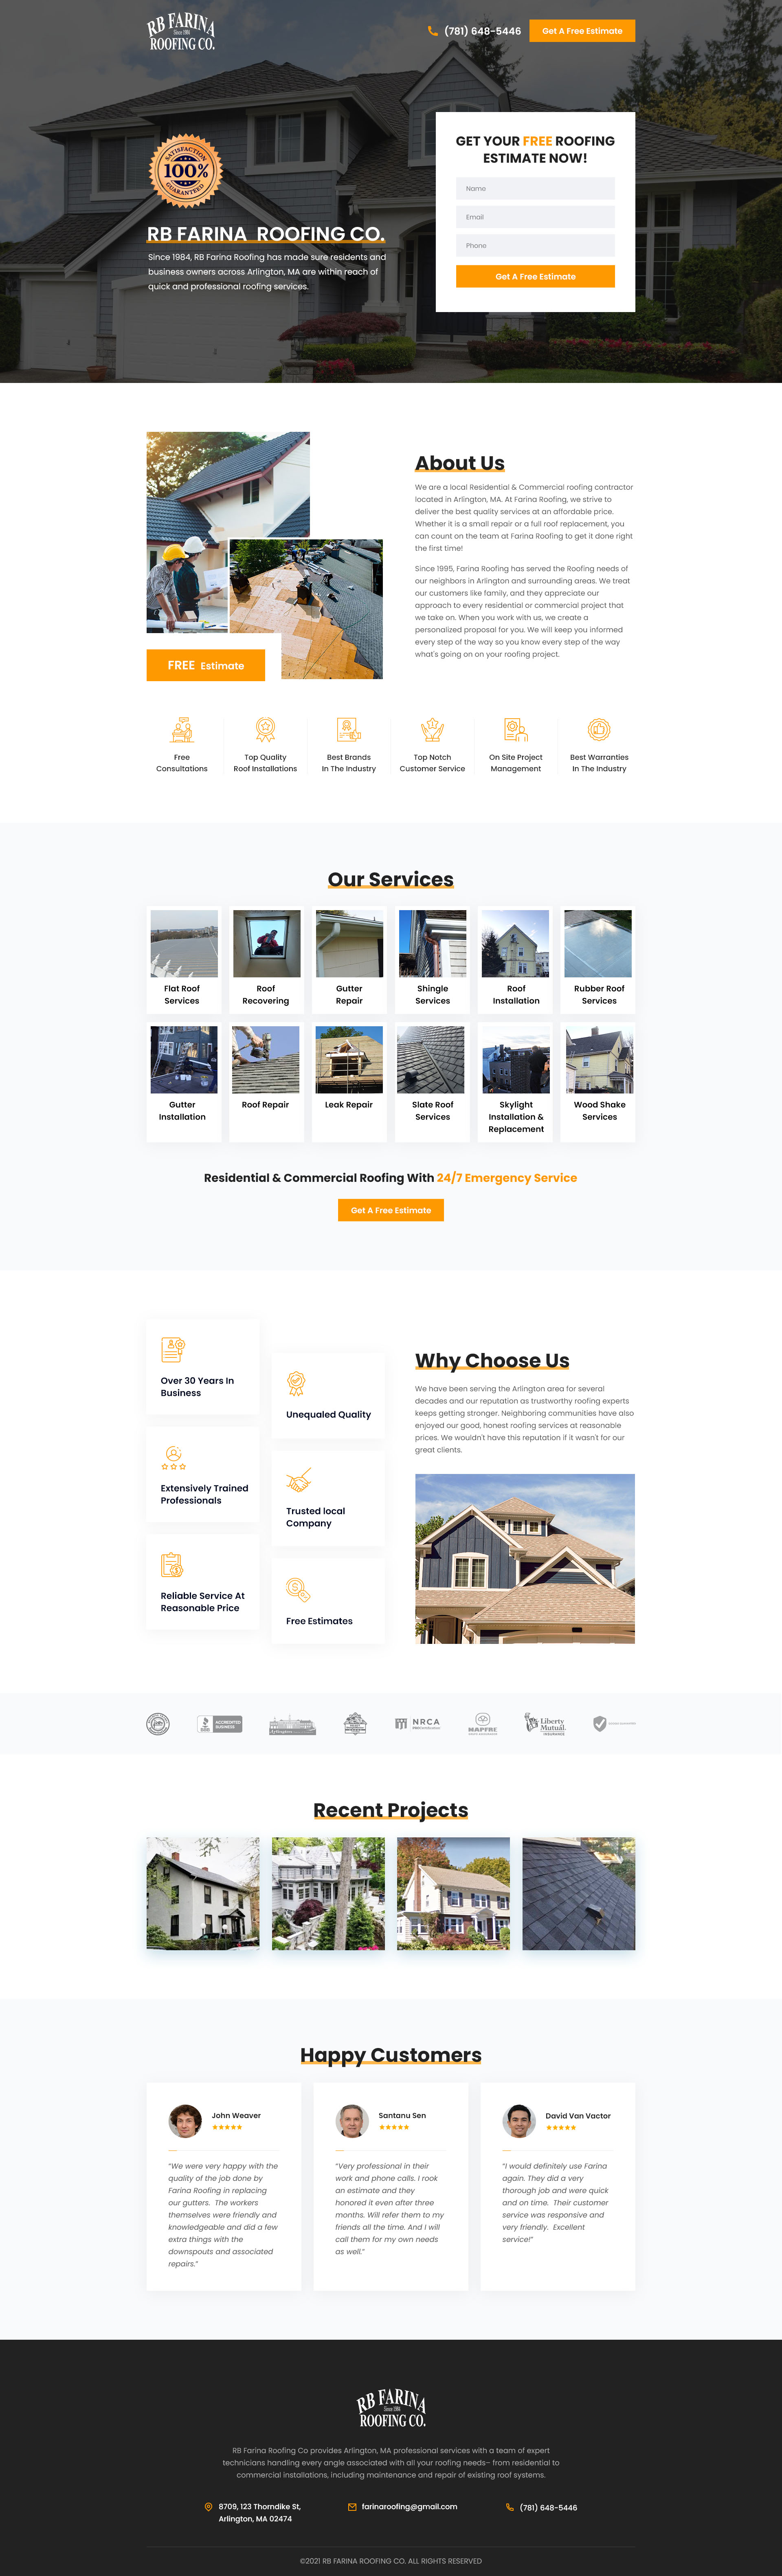 RB FARINA
Since 1984
ROOFING CO.
(781) 648-5446
Get A Free Estimate
SATISFACTION
100%
GUARANTEED
RB FARINA ROOFING CO.
Since 1984, RB Farina Roofing has made sure residents and
business owners across Arlington, MA are within reach of
quick and professional roofing services.
GET YOUR FREE ROOFING
ESTIMATE NOW!
Name
Email
Phone
Get A Free Estimate
About Us
We are a local Residential & Commercial roofing contractor
located in Arlington, MA. At Farina Roofing, we strive to
deliver the best quality services at an affordable price.
Whether it is a small repair or a full roof replacement, you
can count on the team at Farina Roofing to get it done right
the first time!
Since 1995, Farina Roofing has served the Roofing needs of
our neighbors in Arlington and surrounding areas. We treat
our customers like family, and they appreciate our
approach to every residential or commercial project that
we take us. When you work with us, we create a
personalized proposal for you. We will keep you informed
every step of the way so you know every step of the way
what's going on on your roofing project.
FREE Estimate
Free
Consultations
Top Quality
Roof Installations
Best Brands
In The Industry
Top Notch
Customer Service
On Site Project
Management
Best Warranties
In The Industry
Our Services
Flat Roof
Services
Roof
Recovering
Gutter
Repair
Shingle
Services
Roof
Installation
Rubber Roof
Services
Gutter
Installation
Roof Repair
Leak Repair
Slate Roof
Services
Skylight
Installation &
Replacement
Wood Shake
Services
Residential & Commercial Roofing With 24/7 Emergency Service
Get A Free Estimate
Over 30 Years In
Business
Unequaled Quality
Extensively Trained
Professionals
Trusted local
Company
Reliable Service At
Reasonable Price
Free Estimates
Why Choose Us
We have been serving the Arlington area for several
decades and our reputation as trustworthy roofing experts
keeps getting stronger. Neighboring communities have also
enjoyed our good, honest roofing services at reasonable
prices. We wouldn't have this reputation if it wasn't for our
great clients.
BBB
ACCREDITED
BUSINESS
Arlington
NRCA
MAPFRE
Liberty
Mutual.
INSURANCE
Recent Projects
Happy Customers
John Weaver
"We were very happy with the
quality of the job done by
Farina Roofing in replacing
our gutters. The workers
themselves were friendly and
knowledgeable and did a few
extra things with the
downspouts and associated
repairs."
Santanu Sen
"Very professional in their
work and phone calls. I rook
an estimate and they
honored it even after three
months. Will refer them to my
friends all the time. And I will
call them for my own needs
as well."
David Van Vactor
"I would definitely use Farina
again. They did a very
thorough job and were quick
and on time. Their customer
service was responsive and
very friendly. Excellent
service!"
RB FARINA
Since 1984
ROOFING CO.
RB Farina Roofing Co provides Arlington, MA professional services with a team of expert
technicians handling every angle associated with all your roofing needs– from residential to
commercial installations, including maintenance and repair of existing roof systems.
8709, 123 Thorndike St,
Arlington, MA 02474
farinaroofing@gmail.com
(781) 648-5446
©2021 RB FARINA ROOFING CO. ALL RIGHTS RESERVED